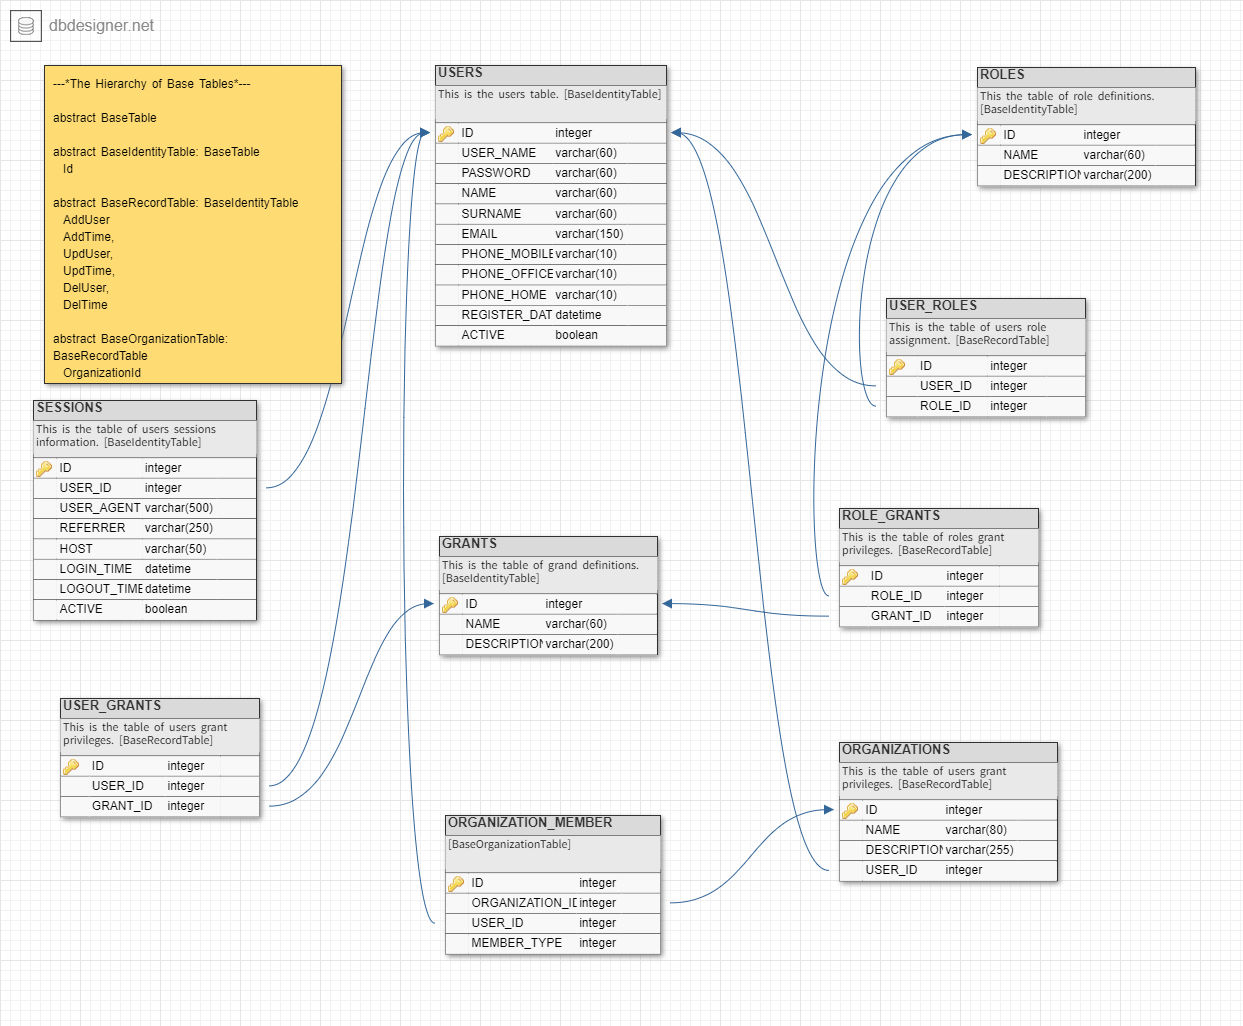 dbdesigner.net
---*The Hierarchy of Base Tables*---
abstract BaseTable
abstract BaseIdentityTable: BaseTable
Id
abstract BaseRecordTable: BaseIdentityTable
AddUser
AddTime,
UpdUser,
UpdTime,
DelUser,
DelTime
abstract BaseOrganizationTable:
BaseRecordTable
OrganizationId
USERS
This is the users table. [BaseIdentityTable]
ID integer
USER_NAME varchar(60)
PASSWORD varchar(60)
NAME varchar(60)
SURNAME varchar(60)
EMAIL varchar(150)
PHONE_MOBILE varchar(10)
PHONE_OFFICE varchar(10)
PHONE_HOME varchar(10)
REGISTER_DAT datetime
ACTIVE boolean
ROLES
This is the table of role definitions.
[BaseIdentityTable]
ID integer
NAME varchar(60)
DESCRIPTION varchar(200)
USER_ROLES
This is the table of users role
assignment. [BaseRecordTable]
ID integer
USER_ID integer
ROLE_ID integer
SESSIONS
This is the table of users sessions
information. [BaseIdentityTable]
ID integer
USER_ID integer
USER_AGENT varchar(500)
REFERRER varchar(250)
HOST varchar(50)
LOGIN_TIME datetime
LOGOUT_TIME datetime
ACTIVE boolean
GRANTS
This is the table of grand definitions.
[BaseIdentityTable]
ID integer
NAME varchar(60)
DESCRIPTION varchar(200)
ROLE_GRANTS
This is the table of roles grant
privileges. [BaseRecordTable]
ID integer
ROLE_ID integer
GRANT_ID integer
USER_GRANTS
This is the table of users grant
privileges. [BaseRecordTable]
ID integer
USER_ID integer
GRANT_ID integer
ORGANIZATIONS
This is the table of users grant
privileges. [BaseRecordTable]
ID integer
NAME varchar(80)
DESCRIPTION varchar(255)
USER_ID integer
ORGANIZATION_MEMBER
[BaseOrganizationTable]
ID integer
ORGANIZATION_ID integer
USER_ID integer
MEMBER_TYPE integer